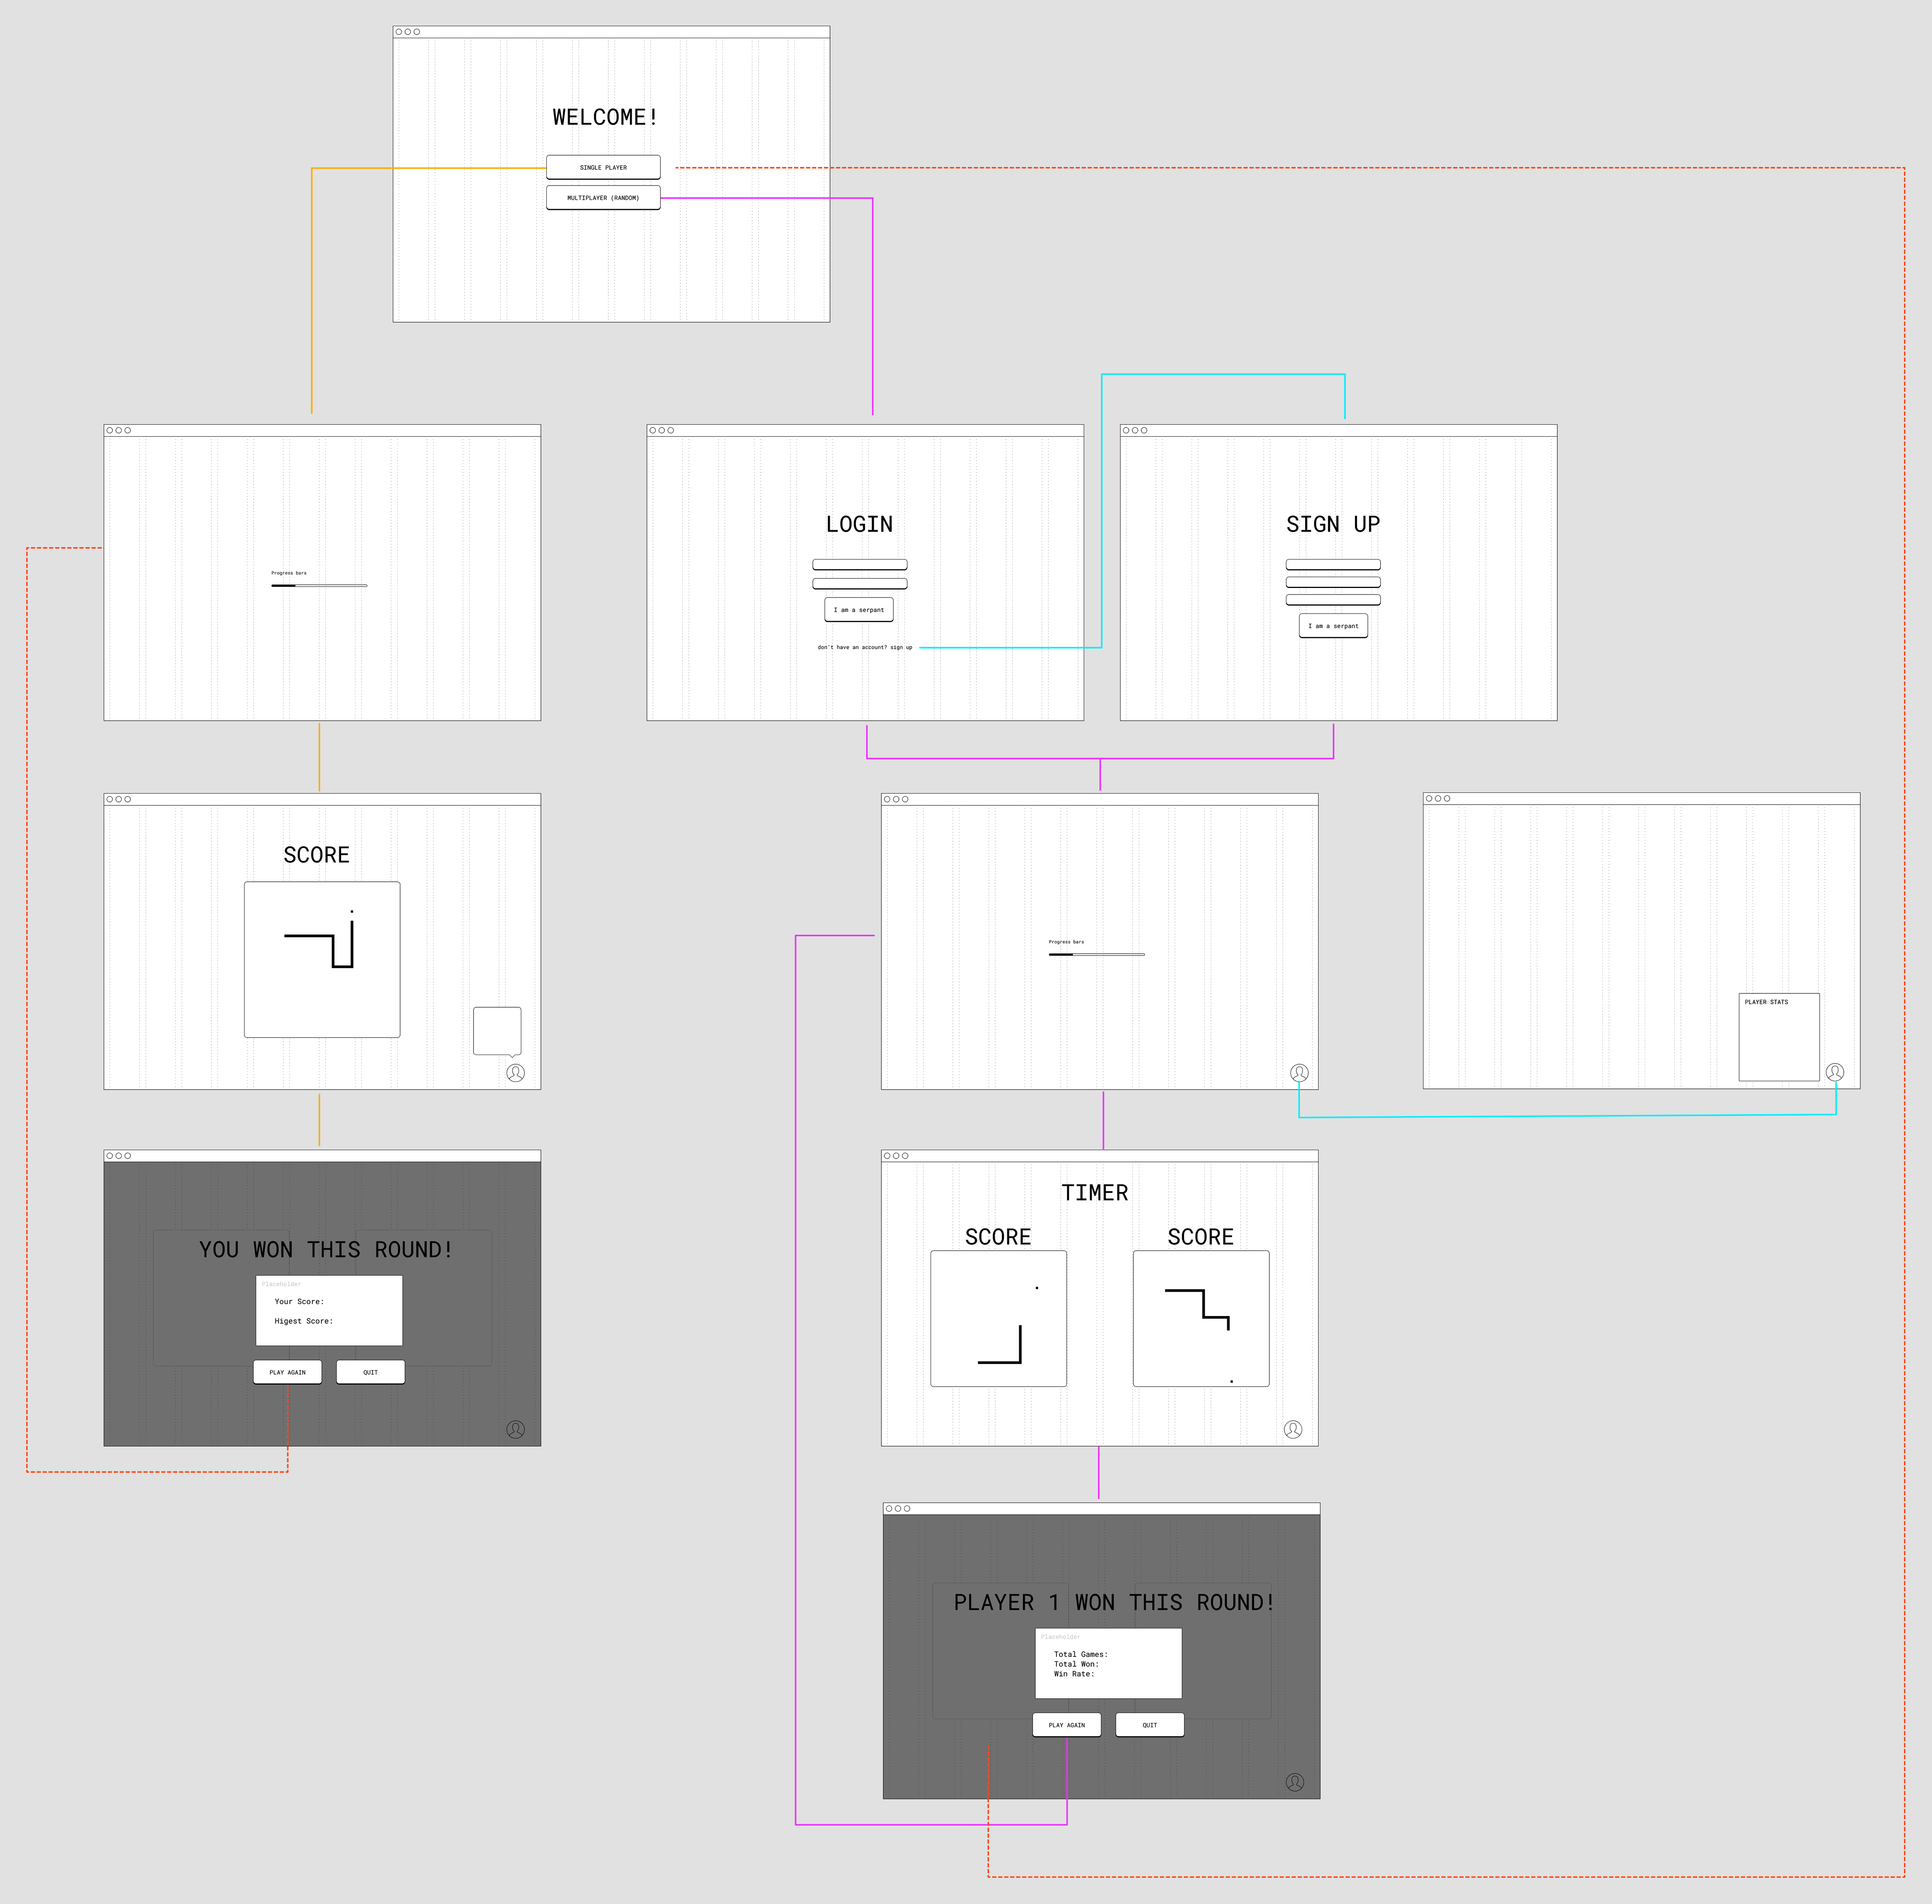 WELCOME!
SINGLE PLAYER
MULTIPLAYER (RANDOM)
Progress bars
LOGIN
I am a serpant
don't have an account? sign up
SIGN UP
I am a serpant
SCORE
Progress bars
PLAYER STATS
YOU WON THIS ROUND!
Placeholder
Your Score:
Higest Score:
PLAY AGAIN
QUIT
TIMER
SCORE
SCORE
PLAYER 1 WON THIS ROUND!
Placeholder
Total Games:
Total Won:
Win Rate:
PLAY AGAIN
QUIT